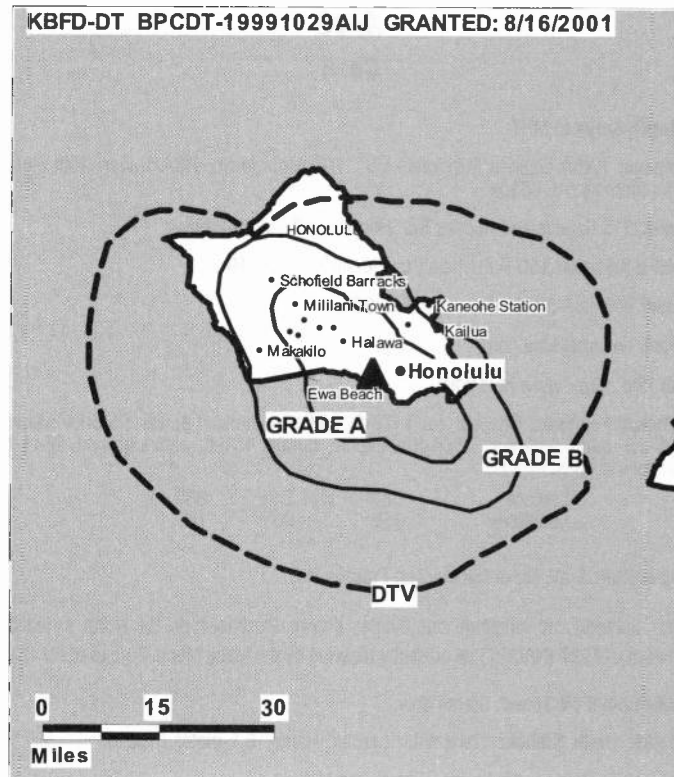 KBFD-DT BPCDT-19991029AIJ GRANTED: 8/16/2001
HONOLULU
Schofield Barracks
Mililani Town
Kaneohe Station
Kailua
Halawa
Makakilo
Honolulu
Ewa Beach
GRADE A
GRADE B
DTV
0 15 30
Miles